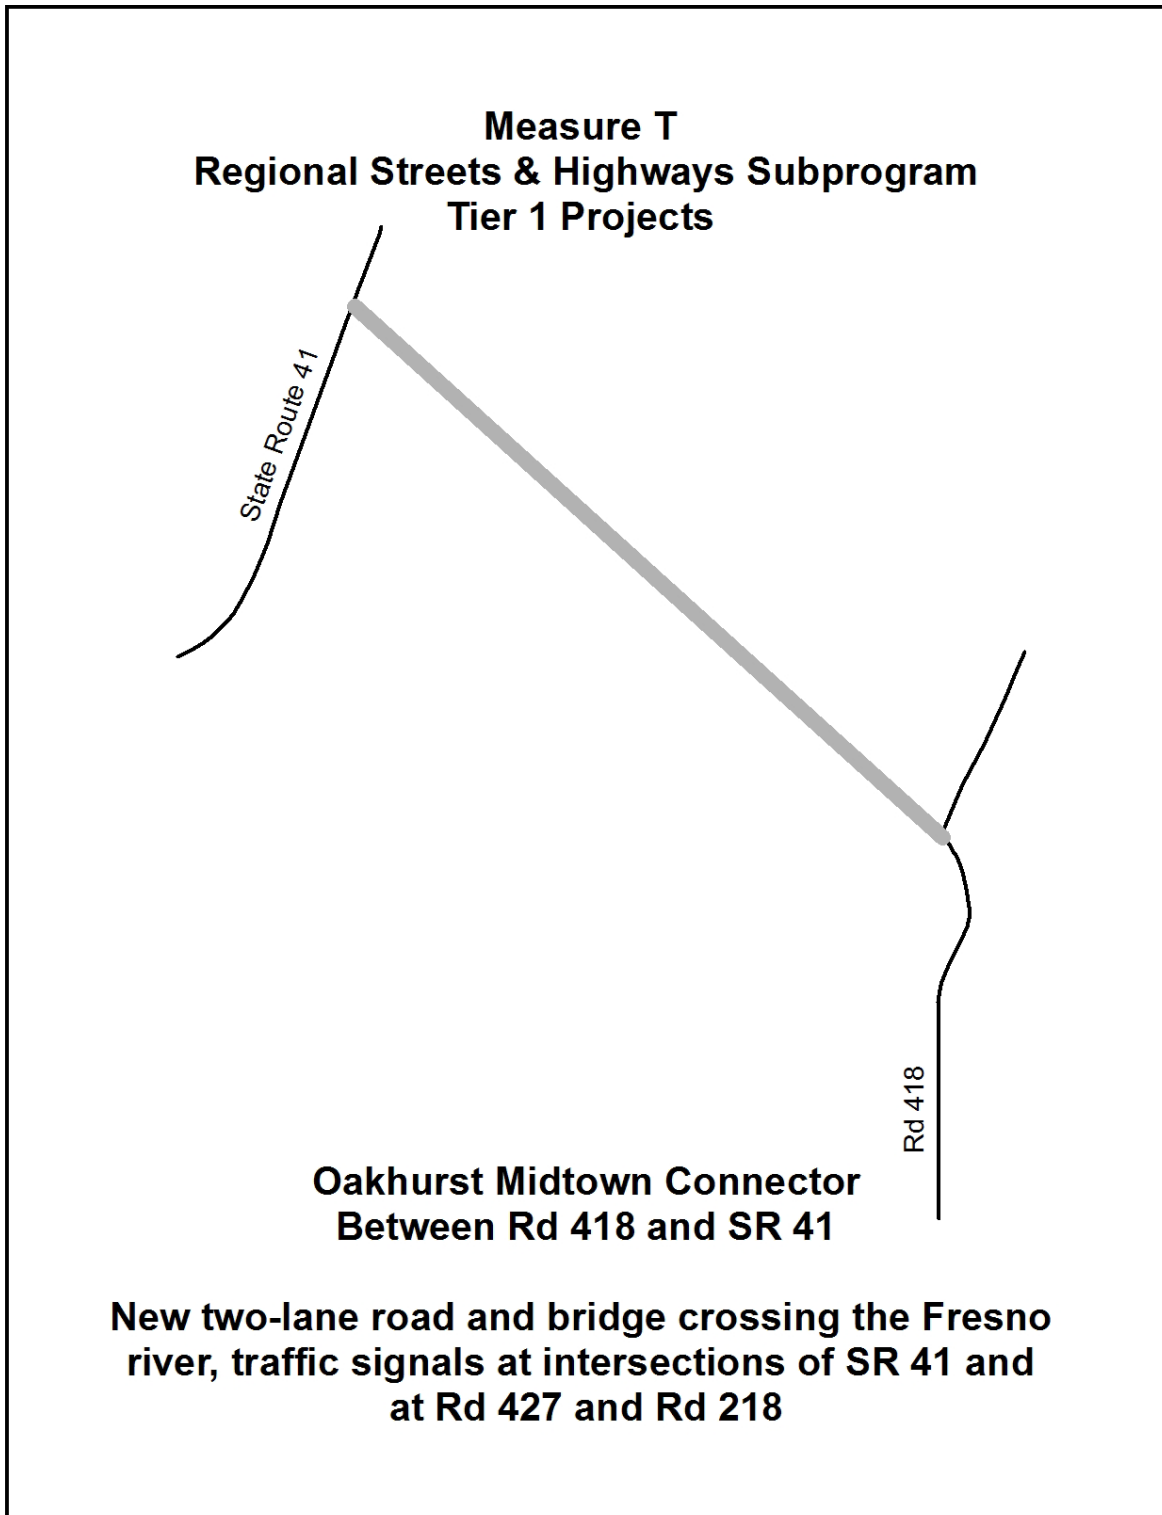 Measure T
Regional Streets & Highways Subprogram
Tier 1 Projects
State Route 41
Rd 418
Oakhurst Midtown Connector
Between Rd 418 and SR 41
New two-lane road and bridge crossing the Fresno
river, traffic signals at intersections of SR 41 and
at Rd 427 and Rd 218